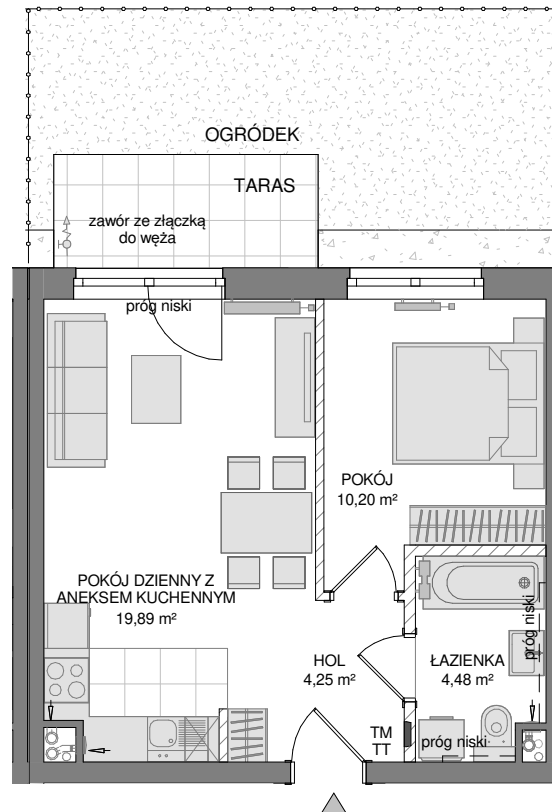 OGRÓDEK
TARAS
zawór ze złączką
do węża
próg niski
POKÓJ
10,20 m²
POKÓJ DZIENNY Z
ANEKSEM KUCHENNYM
19,89 m²
próg niski
HOL
4,25 m²
ŁAZIENKA
4,48 m²
TM
TT
próg niski